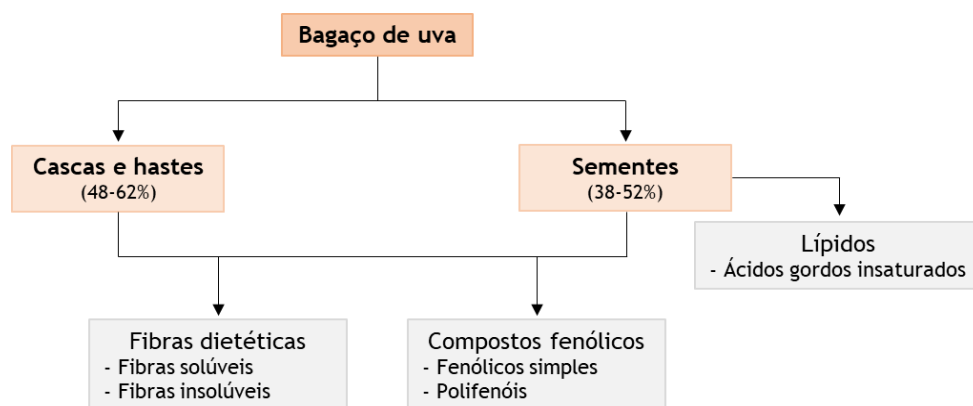 Bagaço de uva
Cascas e hastes
(48-62%)
Sementes
(38-52%)
Lípidos
- Ácidos gordos insaturados
Fibras dietéticas
- Fibras solúveis
- Fibras insolúveis
Compostos fenólicos
- Fenólicos simples
- Polifenóis